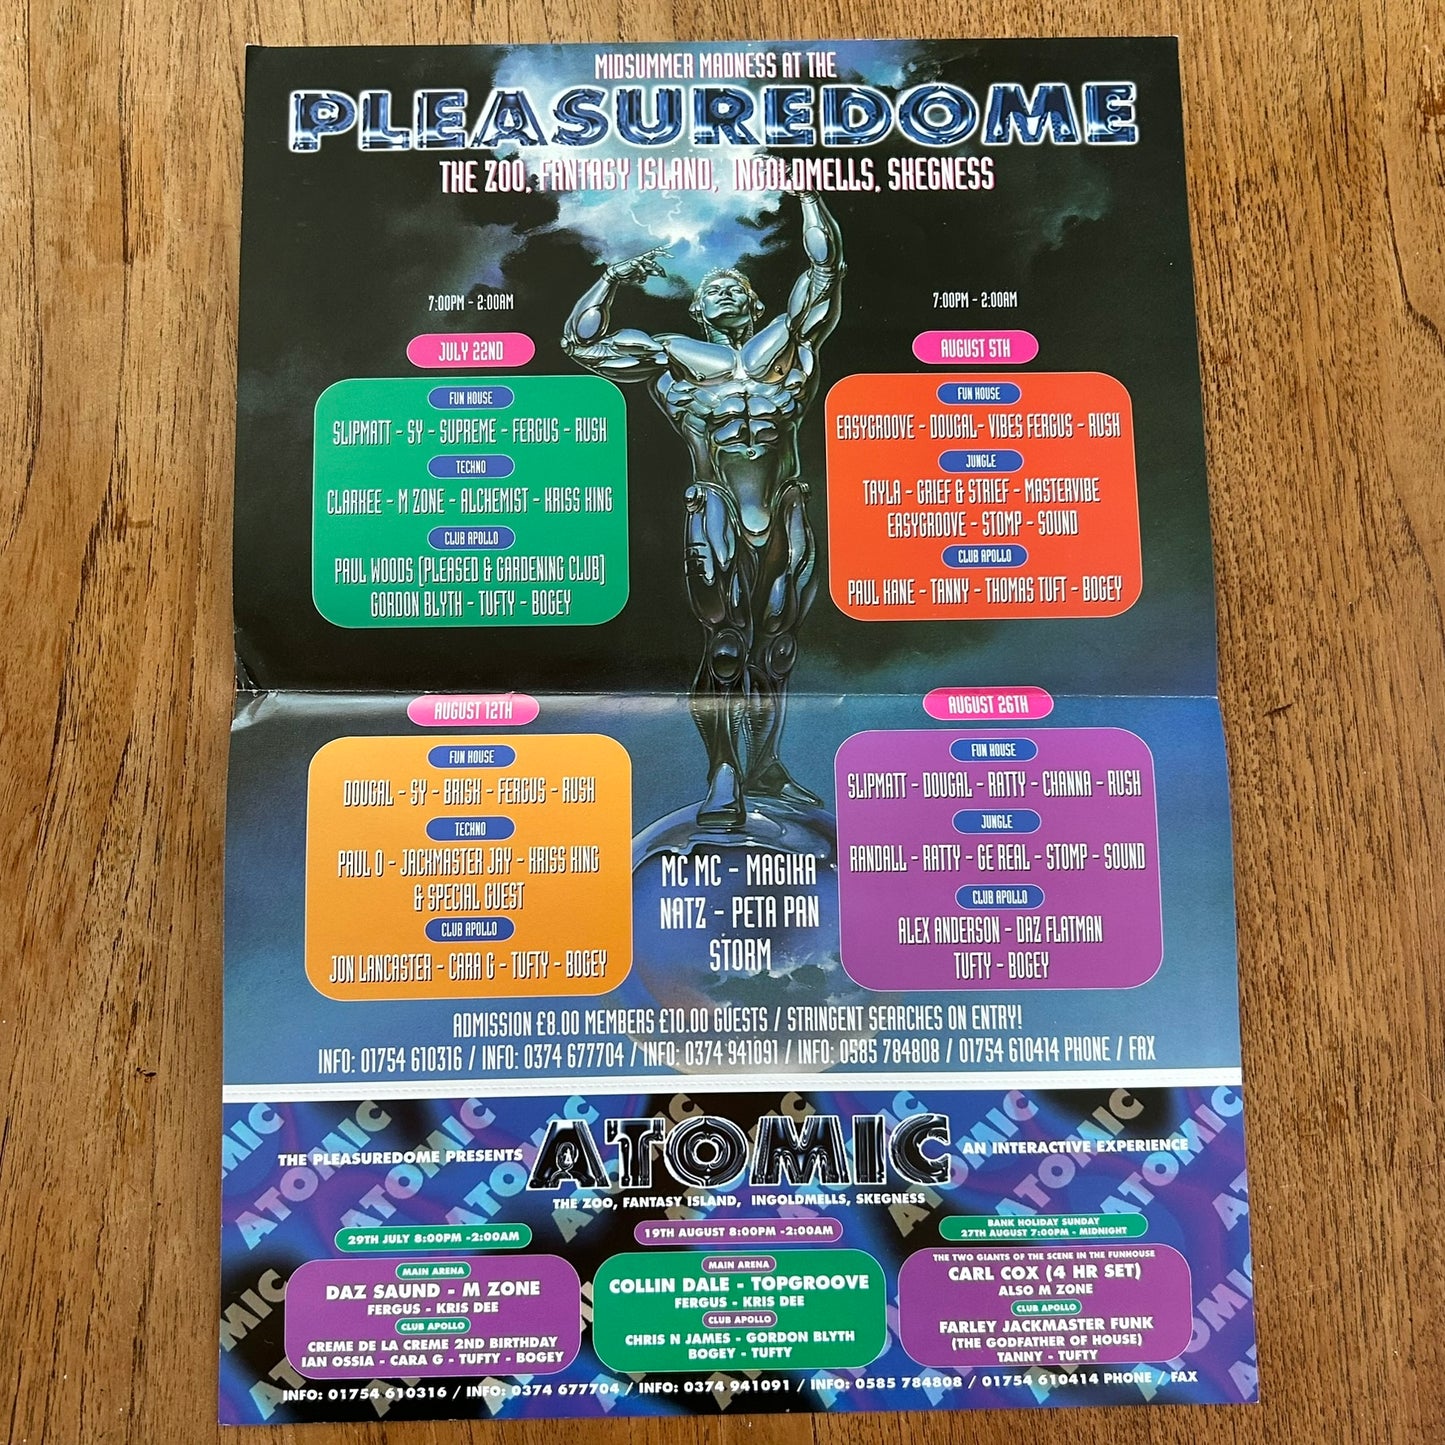 MIDSUMMER MADNESS AT THE
PLEASUREDOME
THE ZOO, FANTASY ISLAND, INGOLDMELLS, SKEGNESS
7:00PM - 2:00AM
JULY 22ND
FUN HOUSE
SLIPMATT - SY - SUPREME - FERGUS - RUSH
TECHNO
CLARKEE - M ZONE - ALCHEMIST - KRISS KING
CLUB APOLLO
PAUL WOODS (PLEASED & GARDENING CLUB)
GORDON BLYTH - TUFTY - BOGEY
7:00PM - 2:00AM
AUGUST 5TH
FUN HOUSE
EASYGROOVE - DOUGAL- VIBES FERGUS - RUSH
JUNGLE
TAYLA - GRIEF & STRIEF - MASTERVIBE
EASYGROOVE - STOMP - SOUND
CLUB APOLLO
PAUL KANE - TANNY - THOMAS TUFT - BOGEY
AUGUST 12TH
FUN HOUSE
DOUGAL - SY - BRISK - FERGUS - RUSH
TECHNO
PAUL O - JACKMASTER JAY - KRISS KING
& SPECIAL GUEST
CLUB APOLLO
JON LANCASTER - CARA G - TUFTY - BOGEY
MC MC - MAGIKA
NATZ - PETA PAN
STORM
AUGUST 26TH
FUN HOUSE
SLIPMATT - DOUGAL - RATTY - CHANNA - RUSH
JUNGLE
RANDALL - RATTY - GE REAL - STOMP - SOUND
CLUB APOLLO
ALEX ANDERSON - DAZ FLATMAN
TUFTY - BOGEY
ADMISSION £8.00 MEMBERS £10.00 GUESTS / STRINGENT SEARCHES ON ENTRY!
INFO: 01754 610316 / INFO: 0374 677704 / INFO: 0374 941091 / INFO: 0585 784808 / 01754 610414 PHONE / FAX
THE PLEASUREDOME PRESENTS ATOMIC AN INTERACTIVE EXPERIENCE
THE ZOO, FANTASY ISLAND, INGOLDMELLS, SKEGNESS
29TH JULY 8:00PM -2:00AM
MAIN ARENA
DAZ SAUND - M ZONE
FERGUS - KRIS DEE
CLUB APOLLO
CREME DE LA CREME 2ND BIRTHDAY
IAN OSSIA - CARA G - TUFTY - BOGEY
19TH AUGUST 8:00PM -2:00AM
MAIN ARENA
COLLIN DALE - TOPGROOVE
FERGUS - KRIS DEE
CLUB APOLLO
CHRIS N JAMES - GORDON BLYTH
BOGEY - TUFTY
BANK HOLIDAY SUNDAY
27TH AUGUST 7:00PM - MIDNIGHT
THE TWO GIANTS OF THE SCENE IN THE FUNHOUSE
CARL COX (4 HR SET)
ALSO M ZONE
CLUB APOLLO
FARLEY JACKMASTER FUNK
(THE GODFATHER OF HOUSE)
TANNY - TUFTY
INFO: 01754 610316 / INFO: 0374 677704 / INFO: 0374 941091 / INFO: 0585 784808 / 01754 610414 PHONE / FAX